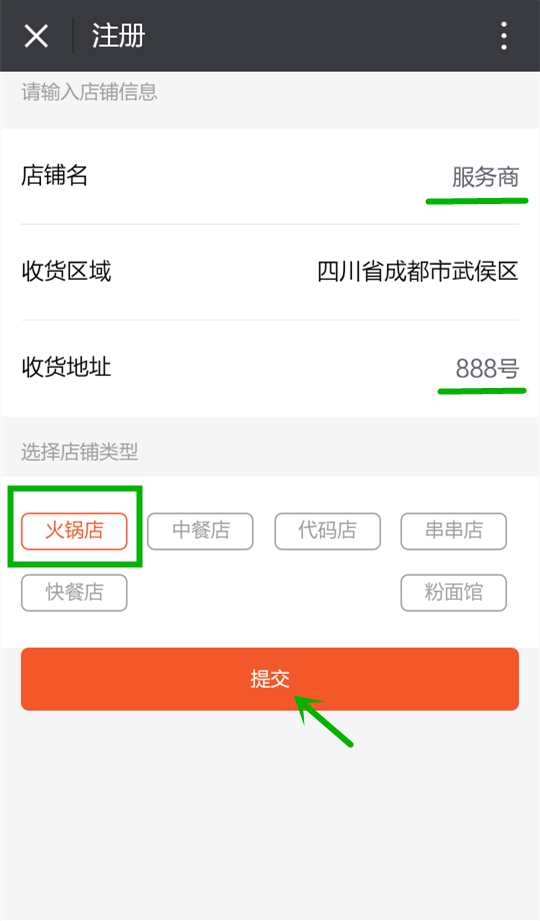 注册
请输入店铺信息
店铺名 服务商
收货区域 四川省成都市武侯区
收货地址 888号
选择店铺类型
火锅店 中餐店 代码店 串串店
快餐店 粉面馆
提交